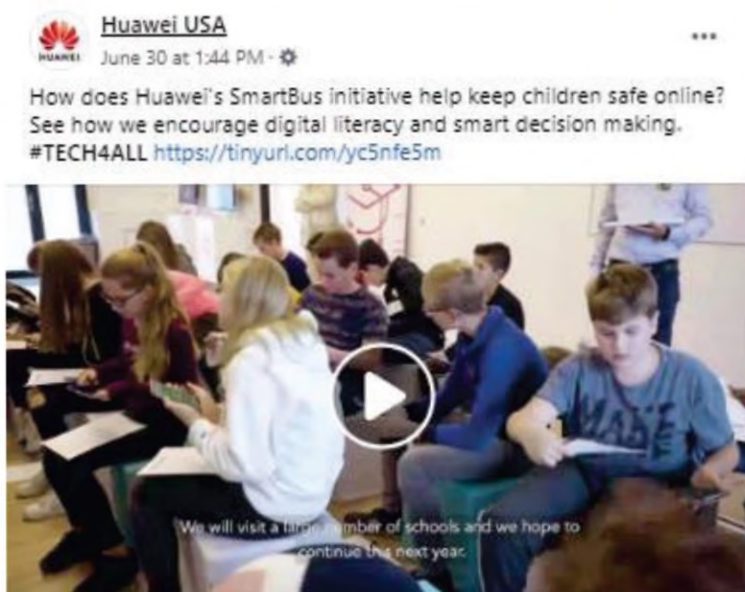 Huawei USA
HUAWEI
June 30 at 1:44 PM ·
How does Huawei's SmartBus initiative help keep children safe online?
See how we encourage digital literacy and smart decision making.
#TECH4ALL https://tinyurl.com/yc5nfe5m
MADE
We will visit a large number of schools and we hope to
continue this next year.